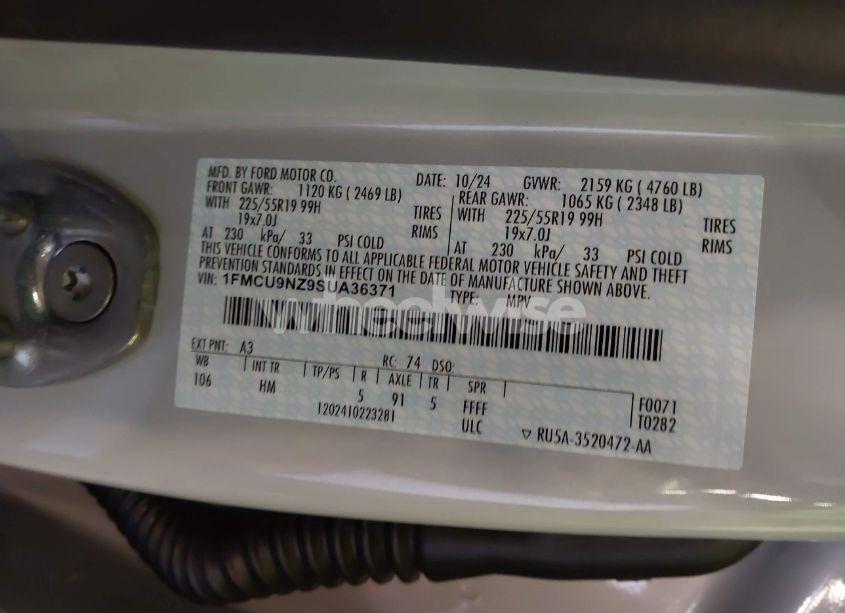 MFD. BY FORD MOTOR CO.
DATE: 10/24 GVWR: 2159 KG ( 4760 LB)
FRONT GAWR: 1120 KG ( 2469 LB)
REAR GAWR: 1065 KG ( 2348 LB)
WITH 225/55R19 99H TIRES
WITH 225/55R19 99H TIRES
19x7.0J RIMS
19x7.0J RIMS
AT 230 kPa/ 33 PSI COLD
AT 230 kPa/ 33 PSI COLD
THIS VEHICLE CONFORMS TO ALL APPLICABLE FEDERAL MOTOR VEHICLE SAFETY AND THEFT
PREVENTION STANDARDS IN EFFECT ON THE DATE OF MANUFACTURE SHOWN ABOVE.
VIN: 1FMCU9NZ9SUA36371 TYPE: MPV
wheelwise
EXT PNT: A3 RC: 74 DSO:
WB INT TR TP/PS R AXLE TR SPR
106 HM 5 91 5 FFFF
F0071
1202410223281 ULC T0282
RU5A-3520472-AA